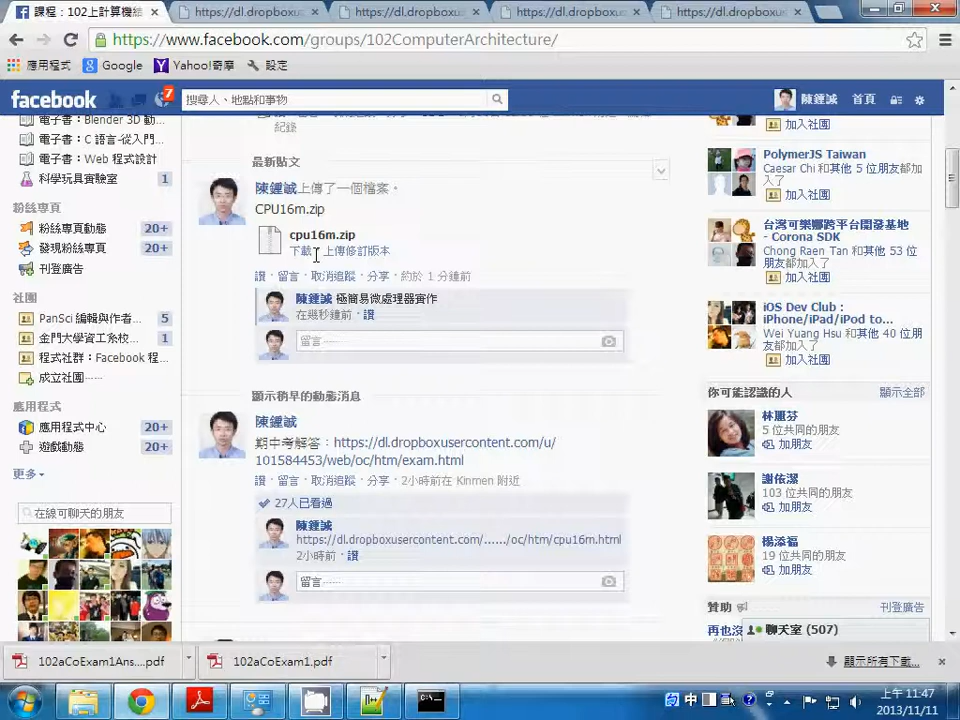 課程：102上計算機結
https://dl.dropboxus
https://dl.dropboxu
https://dl.dropboxu
https://dl.dropboxu
https://www.facebook.com/groups/102ComputerArchitecture/
應用程式 Google Yahoo!奇摩 設定
facebook 7 搜尋人、地點和事物 陳鍾誠 首頁
電子書：Blender 3D 動...
電子書：C 語言-從入門...
電子書：Web 程式設計
科學玩具實驗室 1
粉絲專頁
粉絲專頁動態 20+
發現粉絲專頁 20+
刊登廣告
社團
PanSci 編輯與作者... 5
金門大學資工系校... 1
程式社群：Facebook 程...
成立社團……
應用程式
應用程式中心 20+
遊戲動態 20+
更多
在線可聊天的朋友
紀錄
最新貼文
陳鍾誠上傳了一個檔案。
CPU16m.zip
cpu16m.zip
下載 · 上傳修訂版本
讚 · 留言 · 取消追蹤 · 分享 · 約於 1 分鐘前
陳鍾誠 極簡易微處理器實作
在幾秒鐘前 · 讚
留言……
顯示稍早的動態消息
陳鍾誠
期中考解答：https://dl.dropboxusercontent.com/u/
101584453/web/oc/htm/exam.html
讚 · 留言 · 取消追蹤 · 分享 · 2小時前在 Kinmen 附近
27人已看過
陳鍾誠
https://dl.dropboxusercontent.com/....../oc/htm/cpu16m.html
2小時前 · 讚
留言……
加入社團
PolymerJS Taiwan
Caesar Chi 和其他 5 位朋友都加
入了
加入社團
台灣可樂娜跨平台開發基地
- Corona SDK
Chong Raen Tan 和其他 53 位
朋友都加入了
加入社團
iOS Dev Club :
iPhone/iPad/iPod to...
Wei Yuang Hsu 和其他 40 位朋
友都加入了
加入社團
你可能認識的人 顯示全部
林麗芬
5 位共同的朋友
加朋友
謝依潔
103 位共同的朋友
加朋友
楊添福
19 位共同的朋友
加朋友
贊助 刊登廣告
再也沒
聊天室 (507)
102aCoExam1Ans....pdf
102aCoExam1.pdf
顯示所有下載...
中
上午 11:47
2013/11/11